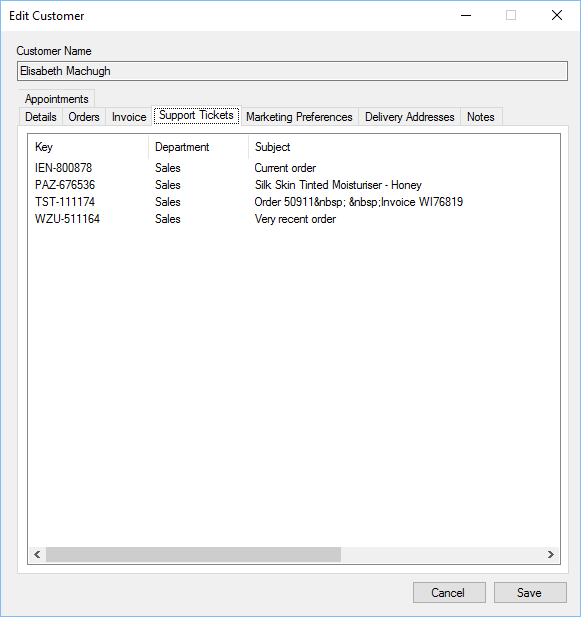 Edit Customer
Customer Name
Elisabeth Machugh
Appointments
Details Orders Invoice Support Tickets Marketing Preferences Delivery Addresses Notes
Key Department Subject
IEN-800878 Sales Current order
PAZ-676536 Sales Silk Skin Tinted Moisturiser - Honey
TST-111174 Sales Order 50911&nbsp; &nbsp;Invoice WI76819
WZU-511164 Sales Very recent order
Cancel Save